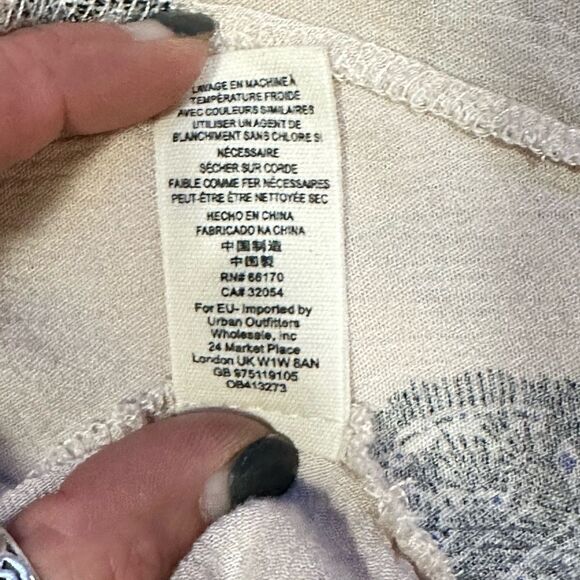 LAVAGE EN MACHINE À
TEMPÉRATURE FROIDE
AVEC COULEURS SIMILAIRES
UTILISER UN AGENT DE
BLANCHIMENT SANS CHLORE SI
NÉCESSAIRE
SÉCHER SUR CORDE
FAIBLE COMME FER NÉCESSAIRES
PEUT-ÊTRE ÊTRE NETTOYÉE SEC
HECHO EN CHINA
FABRICADO NA CHINA
中国制造
中国製
RN# 66170
CA# 32054
For EU- Imported by
Urban Outfitters
Wholesale, Inc
24 Market Place
London UK W1W 8AN
GB 975119105
OB413273